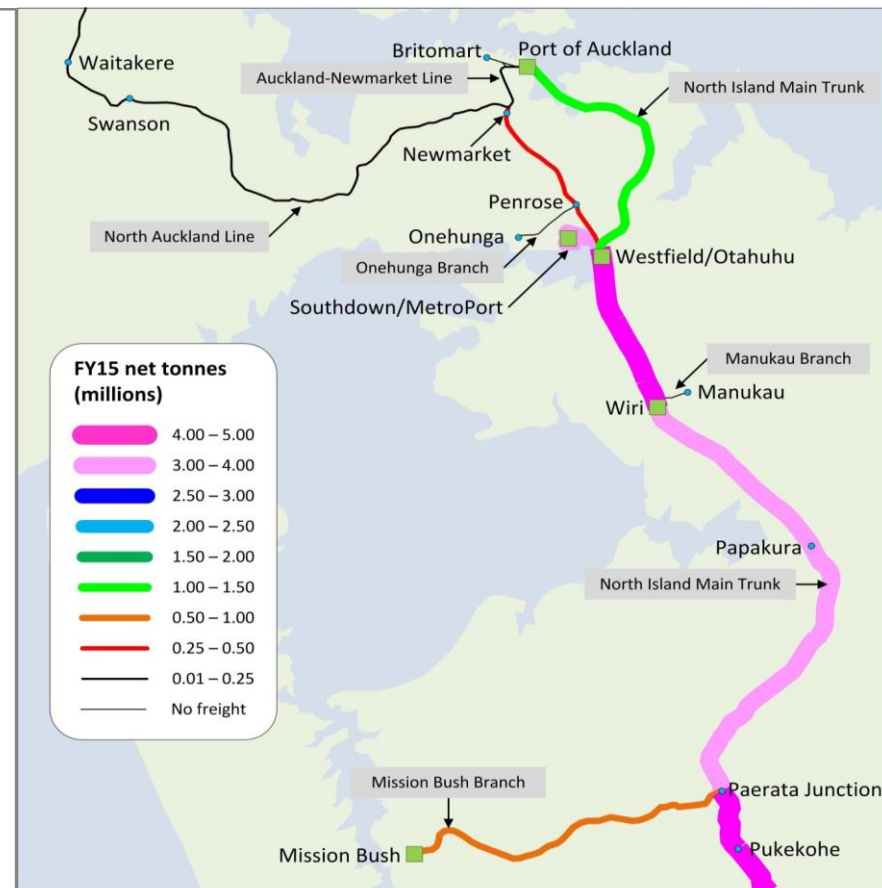 Britomart
Port of Auckland
Waitakere
Auckland-Newmarket Line
North Island Main Trunk
Swanson
Newmarket
Penrose
North Auckland Line
Onehunga
Onehunga Branch
Westfield/Otahuhu
Southdown/MetroPort
Manukau Branch
Manukau
Wiri
FY15 net tonnes
(millions)
4.00 – 5.00
3.00 – 4.00
2.50 – 3.00
2.00 – 2.50
1.50 – 2.00
1.00 – 1.50
0.50 – 1.00
0.25 – 0.50
0.01 – 0.25
No freight
Papakura
North Island Main Trunk
Mission Bush Branch
Paerata Junction
Mission Bush
Pukekohe